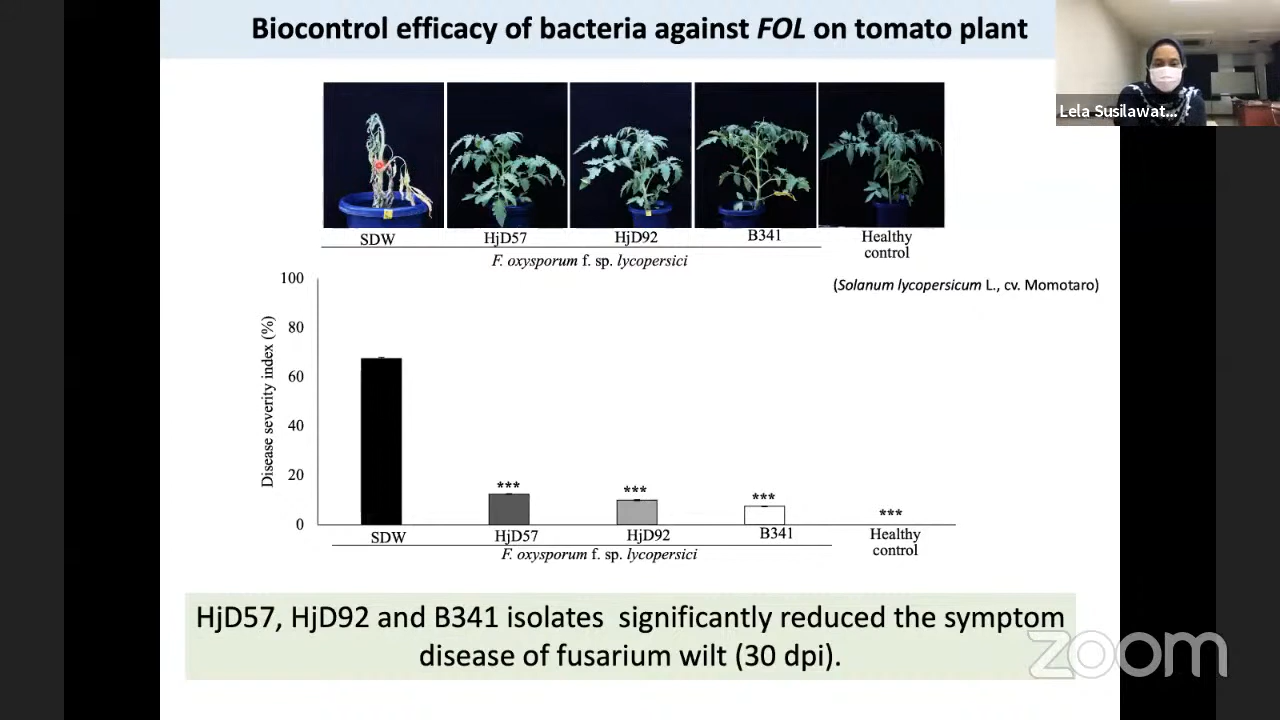 Biocontrol efficacy of bacteria against FOL on tomato plant
Lela Susilawat...
SDW
HjD57
HjD92
B341
Healthy
control
F. oxysporum f. sp. lycopersici
(Solanum lycopersicum L., cv. Momotaro)
Disease severity index (%)
100
80
60
40
20
0
***
***
***
***
SDW
HjD57
HjD92
B341
Healthy
control
F. oxysporum f. sp. lycopersici
HjD57, HjD92 and B341 isolates significantly reduced the symptom
disease of fusarium wilt (30 dpi).
zoom